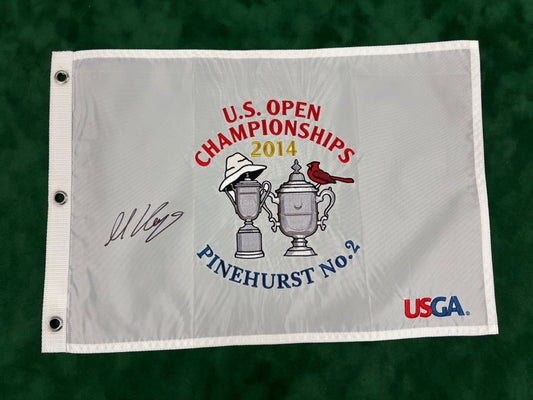 U.S. OPEN
CHAMPIONSHIPS
2014
PINEHURST No.2
USGA®